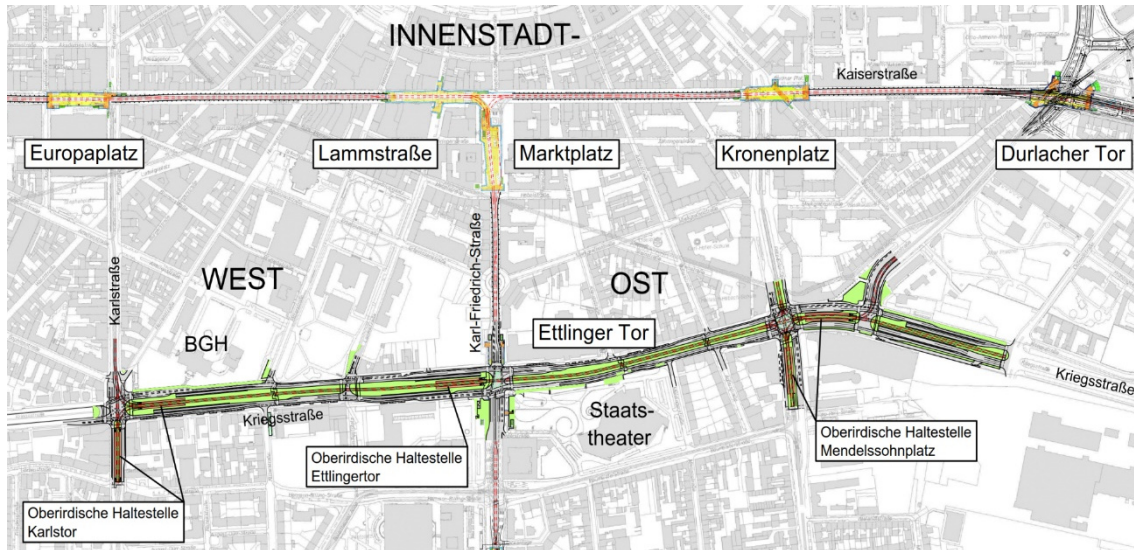 INNENSTADT-
Kaiserstraße
Europaplatz
Lammstraße
Marktplatz
Kronenplatz
Durlacher Tor
Karlstraße
WEST
Karl-Friedrich-Straße
OST
BGH
Ettlinger Tor
Kriegsstraße
Kriegsstraße
Staats-
theater
Oberirdische Haltestelle
Ettlingertor
Oberirdische Haltestelle
Mendelssohnplatz
Oberirdische Haltestelle
Karlstor